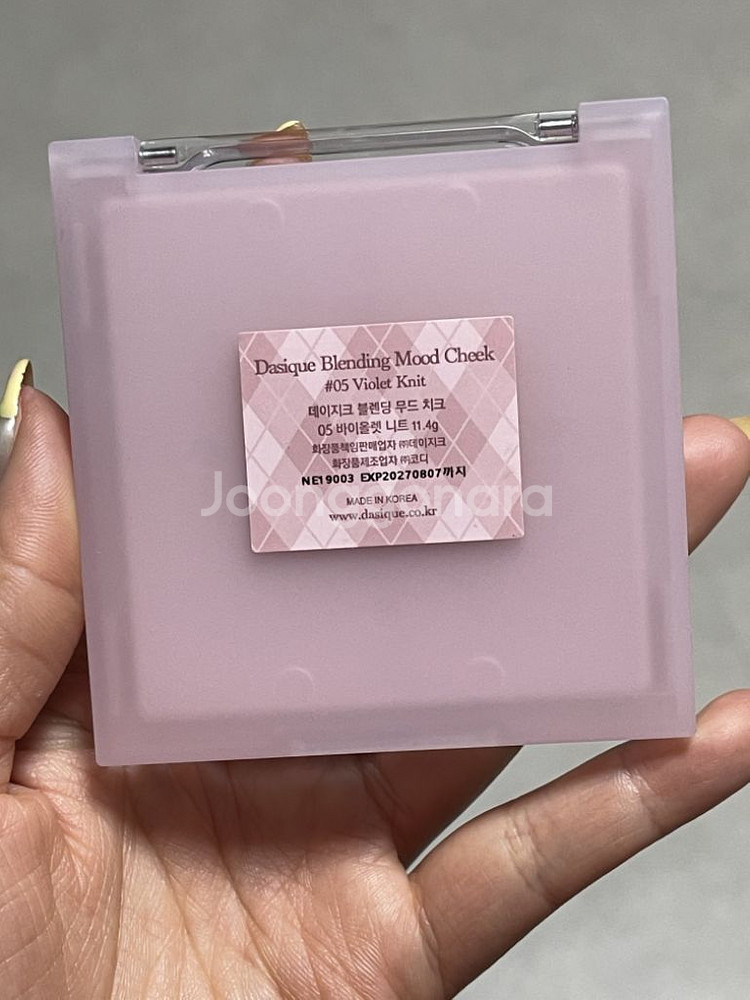 Dasique Blending Mood Cheek
#05 Violet Knit
데이지크 블렌딩 무드 치크
05 바이올렛 니트 11.4g
화장품책임판매업자 ㈜데이지크
화장품제조업자 ㈜코디
NE19003 EXP20270807까지
Joonggonara
MADE IN KOREA
www.dasique.co.kr